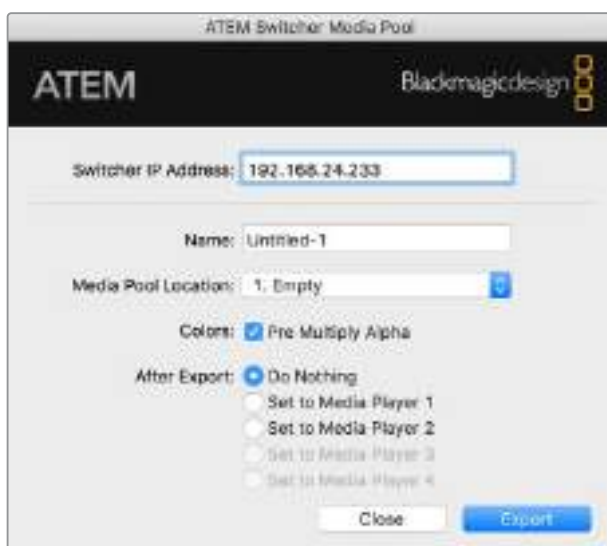 ATEM Switcher Media Pool
ATEM
Blackmagicdesign
Switcher IP Address: 192.168.24.233
Name: Untitled-1
Media Pool Location: 1. Empty
Colors: Pre Multiply Alpha
After Export: Do Nothing
Set to Media Player 1
Set to Media Player 2
Set to Media Player 3
Set to Media Player 4
Close Export